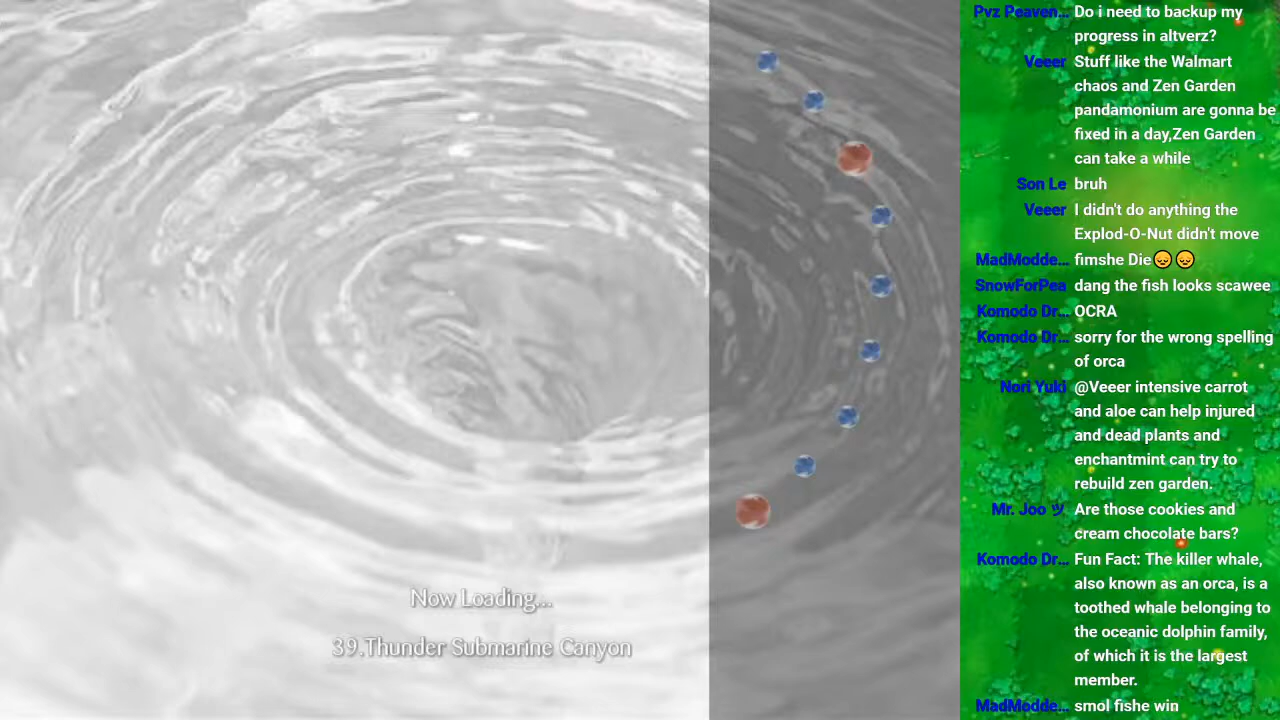 Now Loading...
39.Thunder Submarine Canyon
Pvz Peaven... Do i need to backup my
progress in altverz?
Veeer Stuff like the Walmart
chaos and Zen Garden
pandamonium are gonna be
fixed in a day,Zen Garden
can take a while
Son Le bruh
Veeer I didn't do anything the
Explod-O-Nut didn't move
MadModde... fimshe Die😔😔
SnowForPea dang the fish looks scawee
Komodo Dr... OCRA
Komodo Dr... sorry for the wrong spelling
of orca
Nori Yuki @Veeer intensive carrot
and aloe can help injured
and dead plants and
enchantmint can try to
rebuild zen garden.
Mr. Joo ツ Are those cookies and
cream chocolate bars?
Komodo Dr... Fun Fact: The killer whale,
also known as an orca, is a
toothed whale belonging to
the oceanic dolphin family,
of which it is the largest
member.
MadModde... smol fishe win